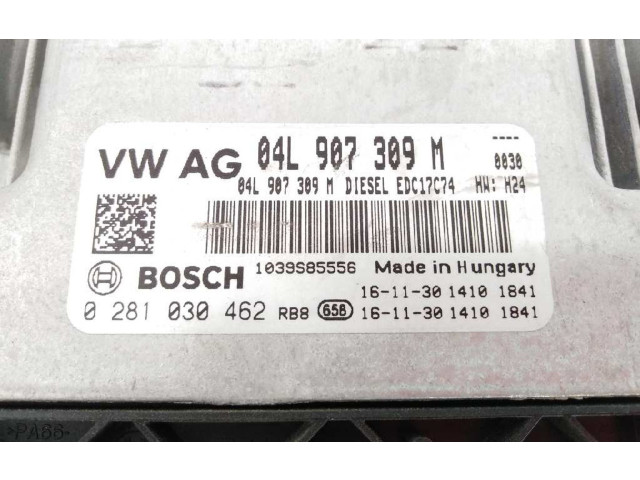 VW AG 04L 907 309 M ----
0030
04L 907 309 M DIESEL EDC17C74 HW: H24
BOSCH 1039S85556 Made in Hungary
16-11-30 1410 1841
0 281 030 462 RB8 658 16-11-30 1410 1841
>PA66-